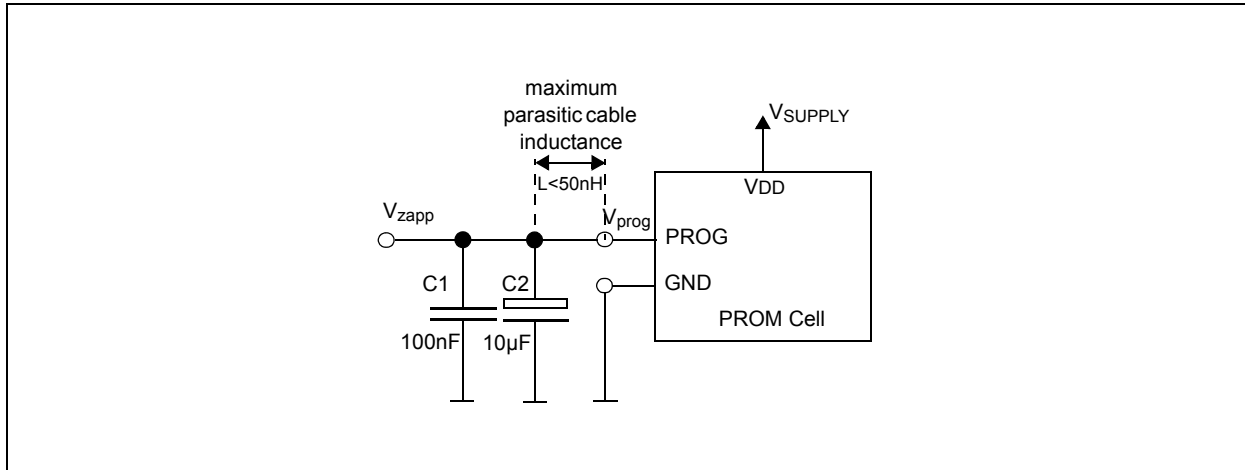 maximum
parasitic cable
inductance
L<50nH
VSUPPLY
VDD
Vzapp
Vprog
PROG
C1
C2
GND
PROM Cell
100nF
10µF